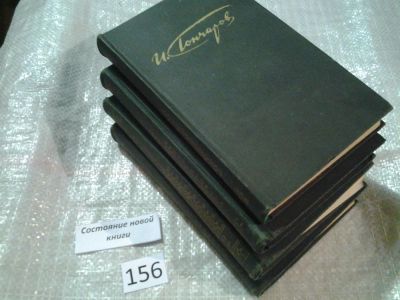 И. Гончаров
Состояние новой
книги
156